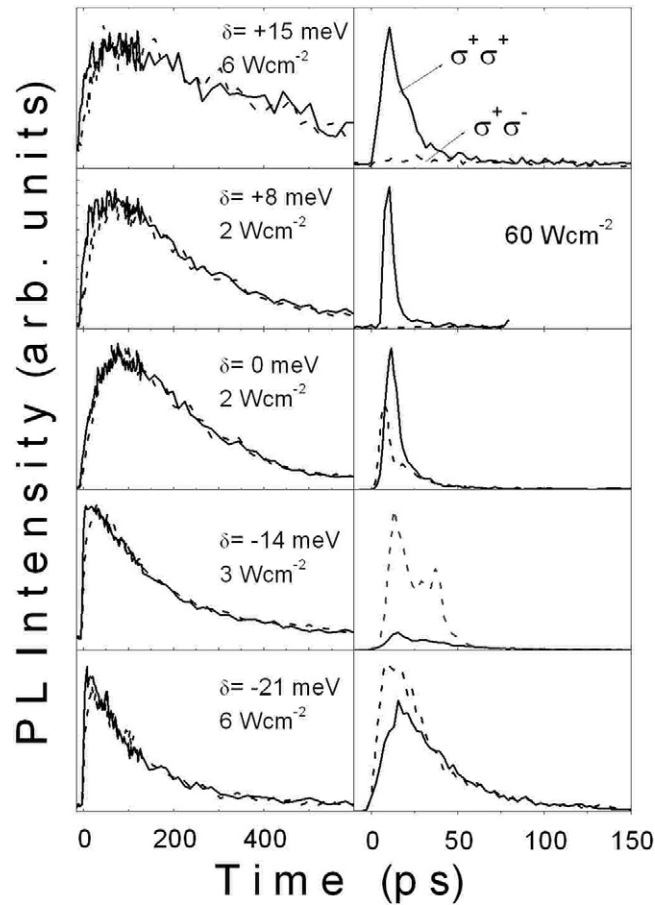 PL Intensity (arb. units)
δ= +15 meV
6 Wcm⁻²
σ⁺ σ⁺
σ⁺ σ⁻
δ= +8 meV
2 Wcm⁻²
60 Wcm⁻²
δ= 0 meV
2 Wcm⁻²
δ= -14 meV
3 Wcm⁻²
δ= -21 meV
6 Wcm⁻²
0 200 400 0 50 100 150
Time (ps)